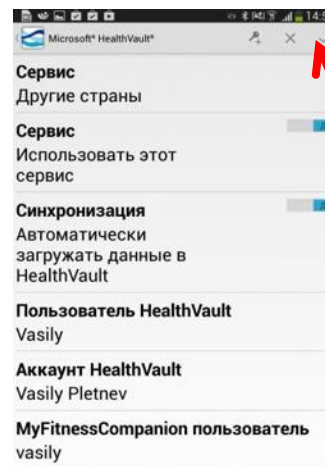 Microsoft® HealthVault®
Сервис
Другие страны
Сервис
Использовать этот
сервис
Синхронизация
Автоматически
загружать данные в
HealthVault
Пользователь HealthVault
Vasily
Аккаунт HealthVault
Vasily Pletnev
MyFitnessCompanion пользователь
vasily